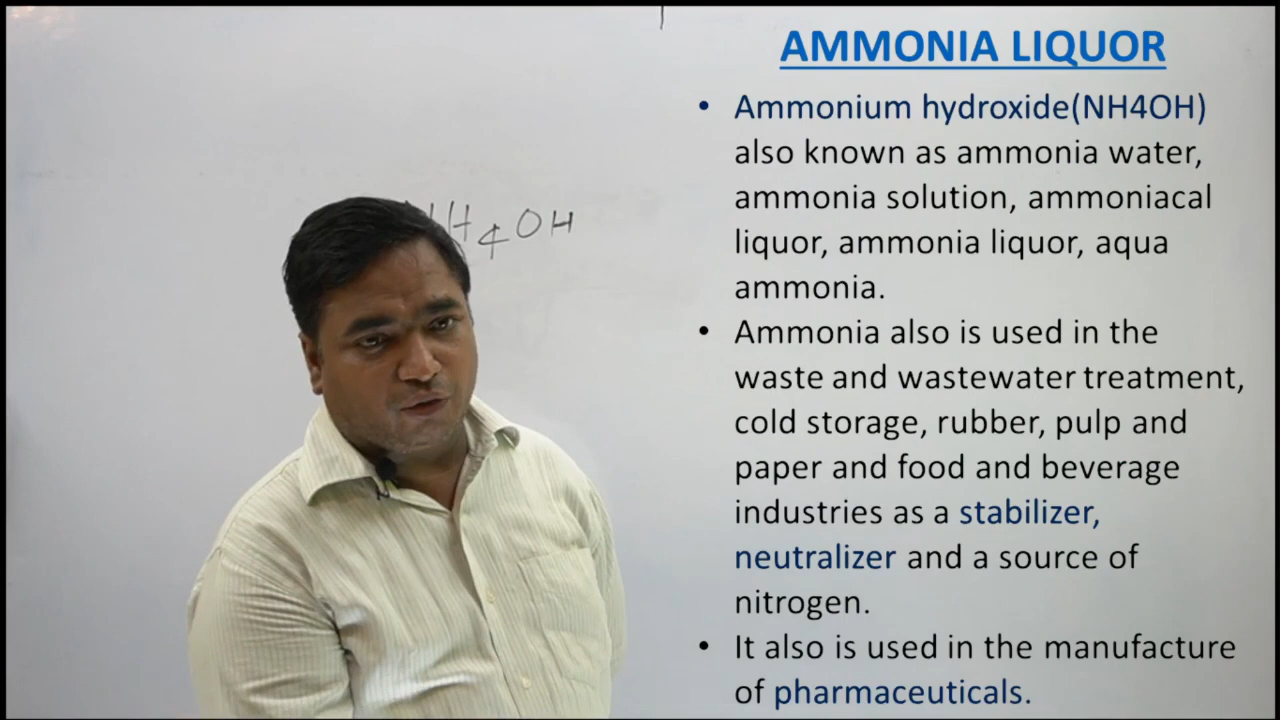 AMMONIA LIQUOR
• Ammonium hydroxide(NH4OH)
also known as ammonia water,
ammonia solution, ammoniacal
liquor, ammonia liquor, aqua
ammonia.
• Ammonia also is used in the
waste and wastewater treatment,
cold storage, rubber, pulp and
paper and food and beverage
industries as a stabilizer,
neutralizer and a source of
nitrogen.
• It also is used in the manufacture
of pharmaceuticals.
NH4OH